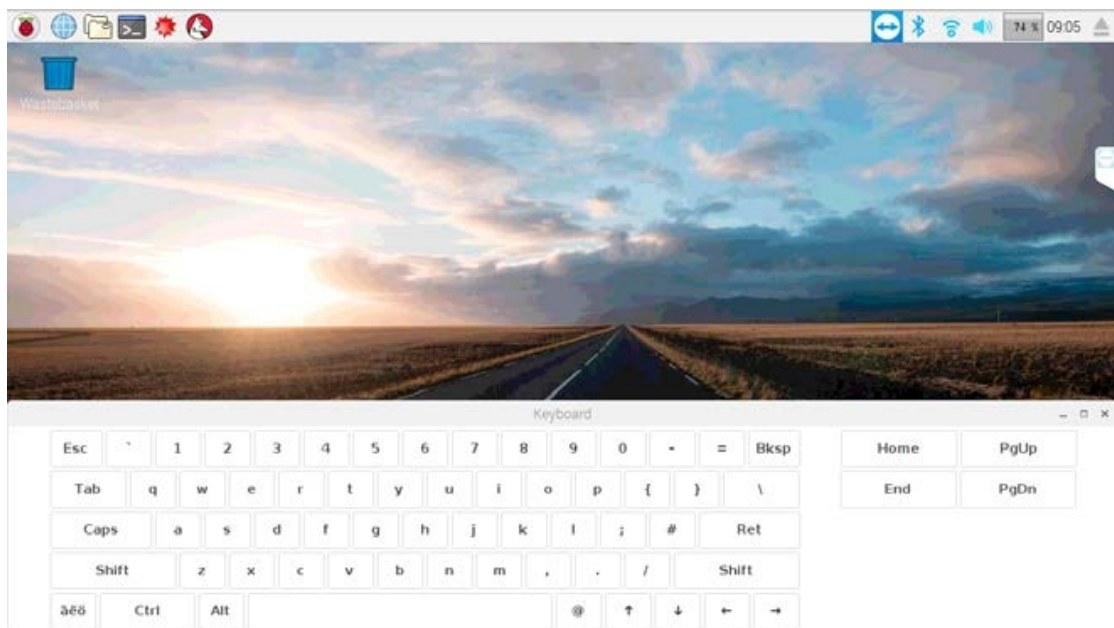 74 % 09:05
Wastebasket
Keyboard
Esc ` 1 2 3 4 5 6 7 8 9 0 - = Bksp Home PgUp
Tab q w e r t y u i o p { } \ End PgDn
Caps a s d f g h j k l ; # Ret
Shift z x c v b n m , . / Shift
äëö Ctrl Alt @ ↑ ↓ ← →